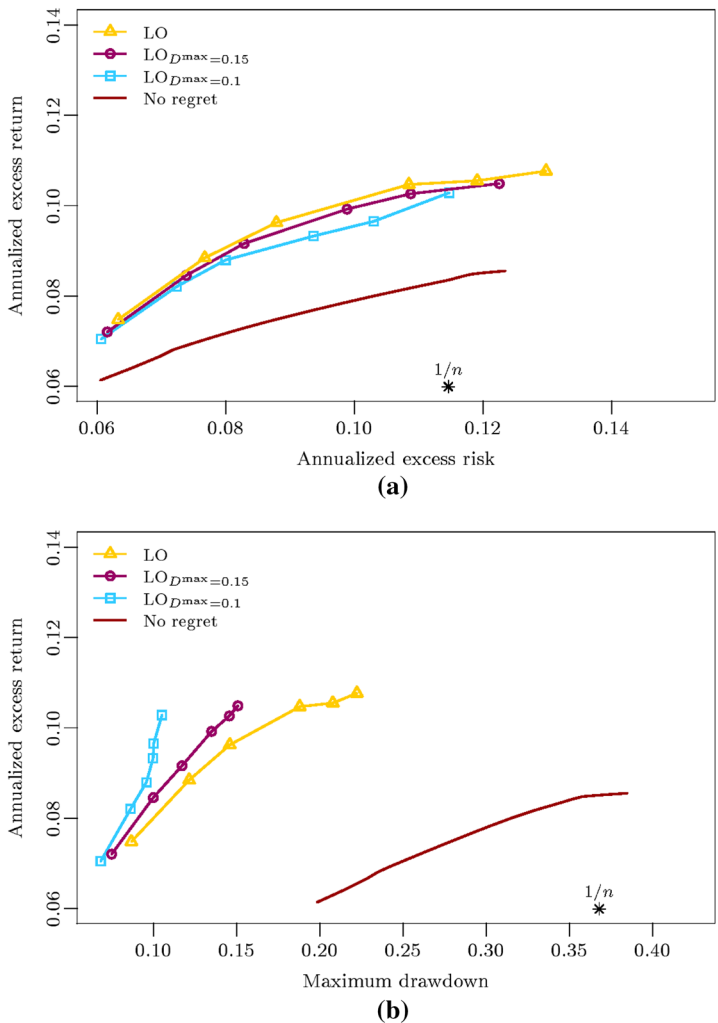 0.14
0.12
0.10
0.08
0.06
Annualized excess return
LO
LO_{D^{max}=0.15}
LO_{D^{max}=0.1}
No regret
1/n
0.06 0.08 0.10 0.12 0.14
Annualized excess risk
(a)
0.14
0.12
0.10
0.08
0.06
Annualized excess return
LO
LO_{D^{max}=0.15}
LO_{D^{max}=0.1}
No regret
1/n
0.10 0.15 0.20 0.25 0.30 0.35 0.40
Maximum drawdown
(b)